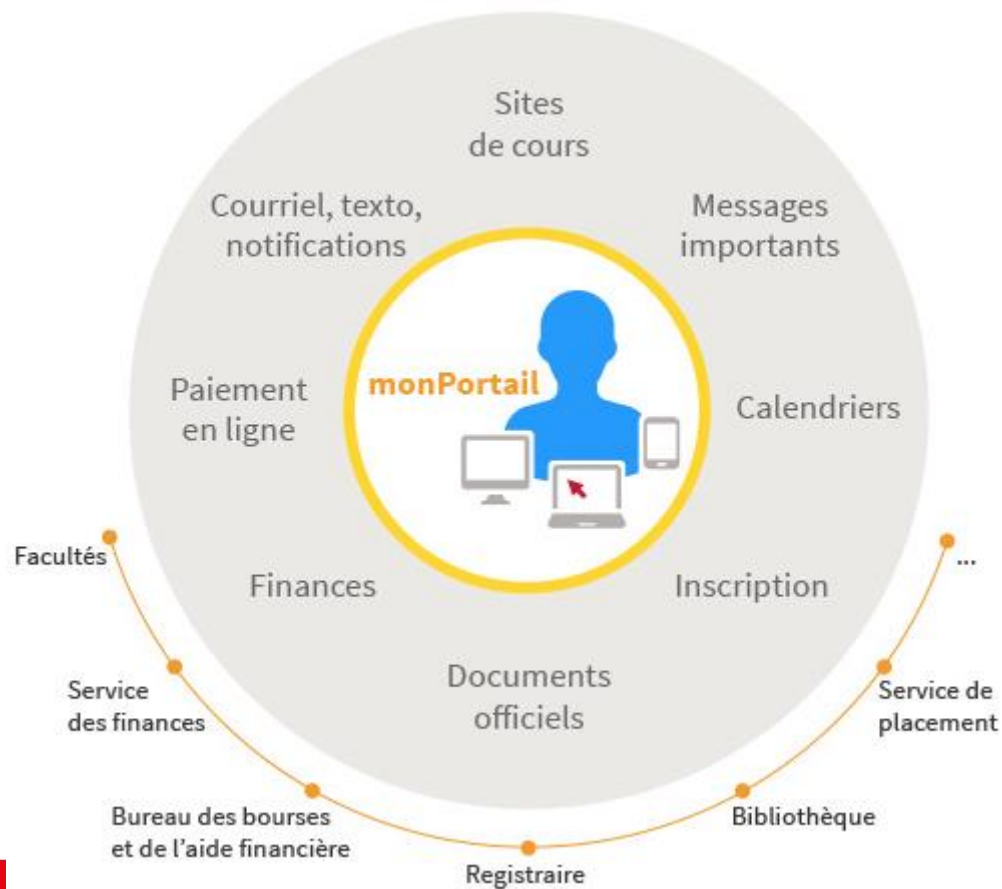 Sites
de cours
Courriel, texto,
notifications
Messages
importants
monPortail
Paiement
en ligne
Calendriers
Facultés
...
Finances
Inscription
Documents
officiels
Service
des finances
Service de
placement
Bureau des bourses
et de l'aide financière
Bibliothèque
Registraire